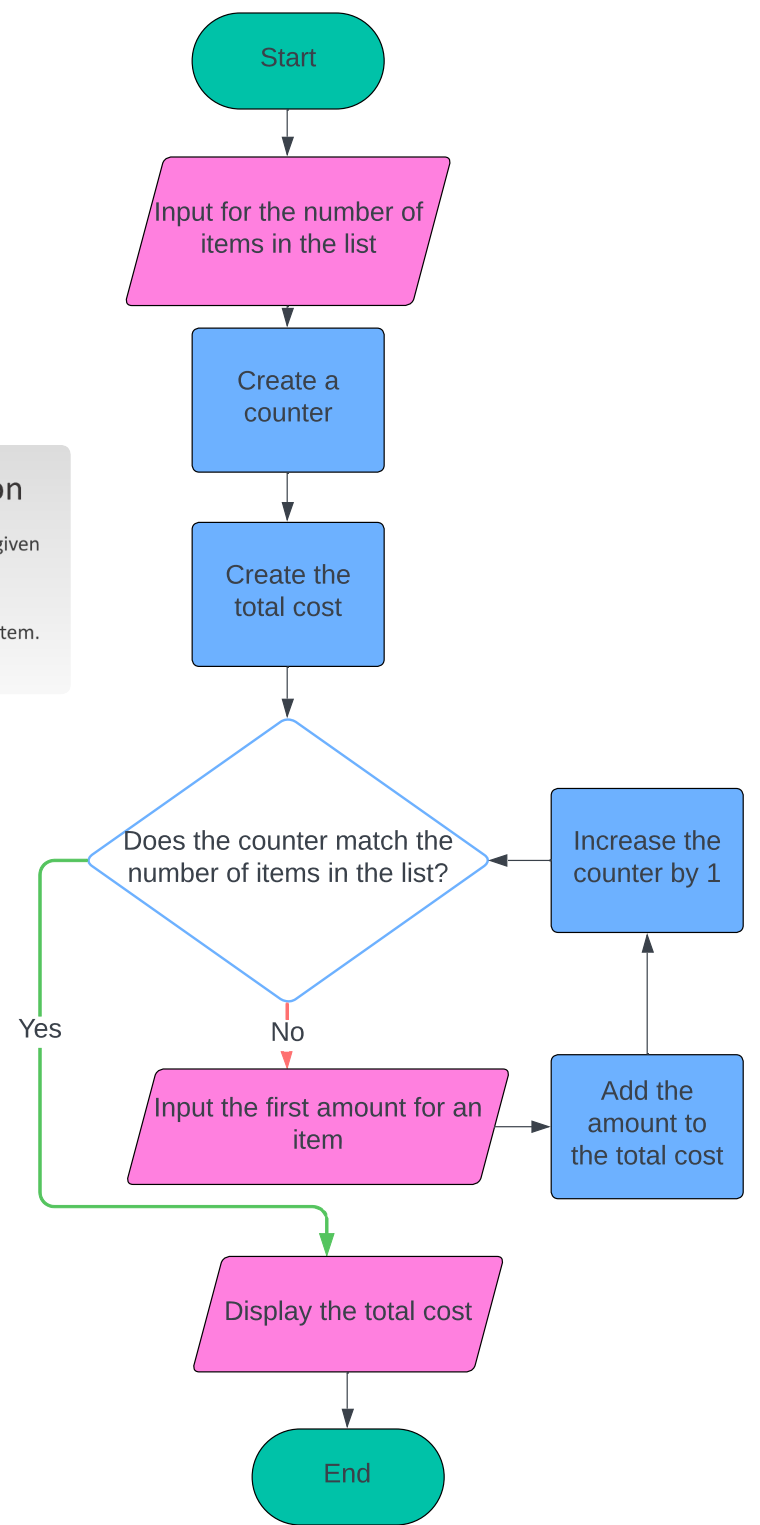 Start
Input for the number of
items in the list
Create a
counter
on
given
tem.
Create the
total cost
Does the counter match the
number of items in the list?
Increase the
counter by 1
Yes
No
Input the first amount for an
item
Add the
amount to
the total cost
Display the total cost
End